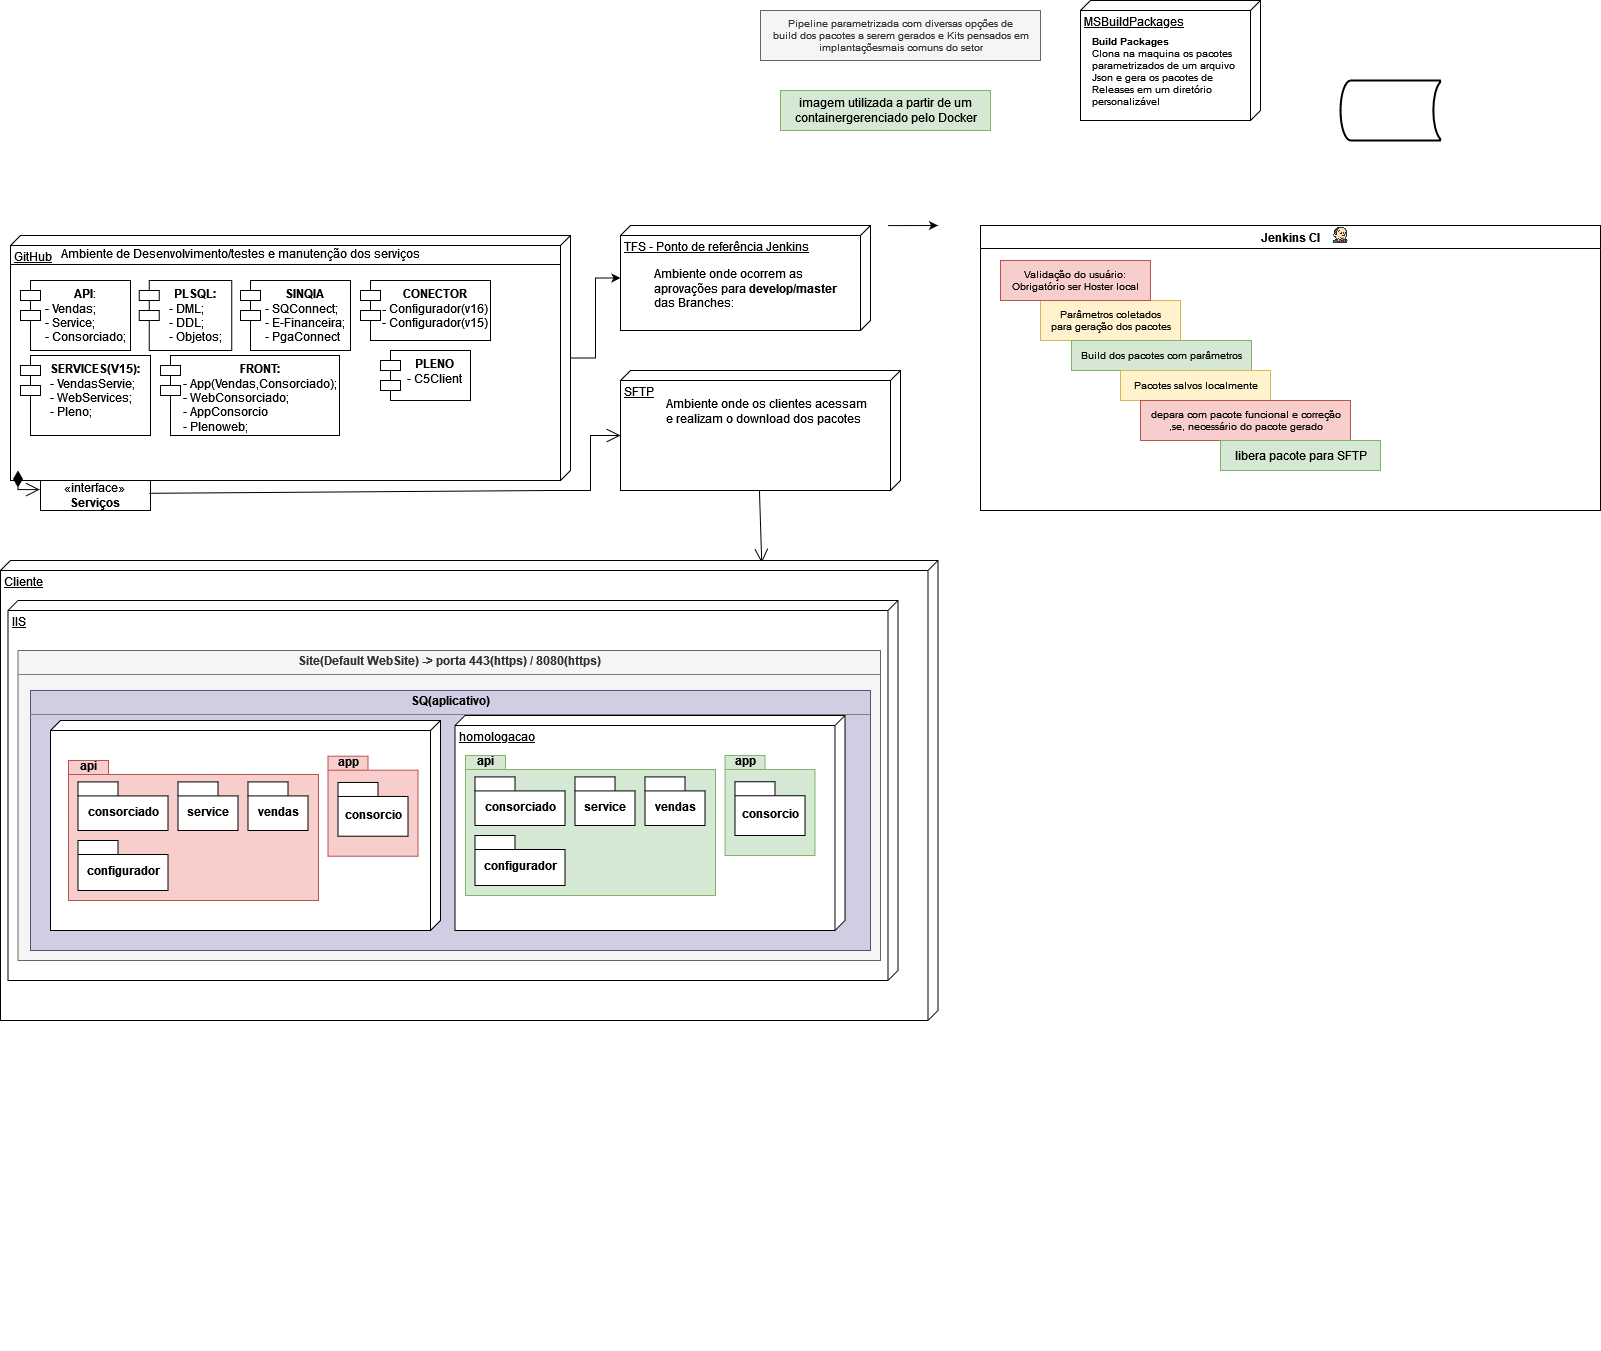 Pipeline parametrizada com diversas opções de
build dos pacotes a serem gerados e Kits pensados em
implantaçõesmais comuns do setor
MSBuildPackages
Build Packages
Clona na maquina os pacotes
parametrizados de um arquivo
Json e gera os pacotes de
Releases em um diretório
personalizável
imagem utilizada a partir de um
containergerenciado pelo Docker
GitHub
Ambiente de Desenvolvimento/testes e manutenção dos serviços
API:
- Vendas;
- Service;
- Consorciado;
PLSQL:
- DML;
- DDL;
- Objetos;
SINQIA
- SQConnect;
- E-Financeira;
- PgaConnect
CONECTOR
- Configurador(v16)
- Configurador(v15)
SERVICES(V15):
- VendasServie;
- WebServices;
- Pleno;
FRONT:
- App(Vendas,Consorciado);
- WebConsorciado;
- AppConsorcio
- Plenoweb;
PLENO
- C5Client
«interface»
Serviços
TFS - Ponto de referência Jenkins
Ambiente onde ocorrem as
aprovações para develop/master
das Branches:
SFTP
Ambiente onde os clientes acessam
e realizam o download dos pacotes
Jenkins CI
Validação do usuário:
Obrigatório ser Hoster local
Parâmetros coletados
para geração dos pacotes
Build dos pacotes com parâmetros
Pacotes salvos localmente
depara com pacote funcional e correção
,se, necessário do pacote gerado
libera pacote para SFTP
Cliente
IIS
Site(Default WebSite) -> porta 443(https) / 8080(https)
SQ(aplicativo)
api
consorciado
service
vendas
configurador
app
consorcio
homologacao
api
consorciado
service
vendas
configurador
app
consorcio